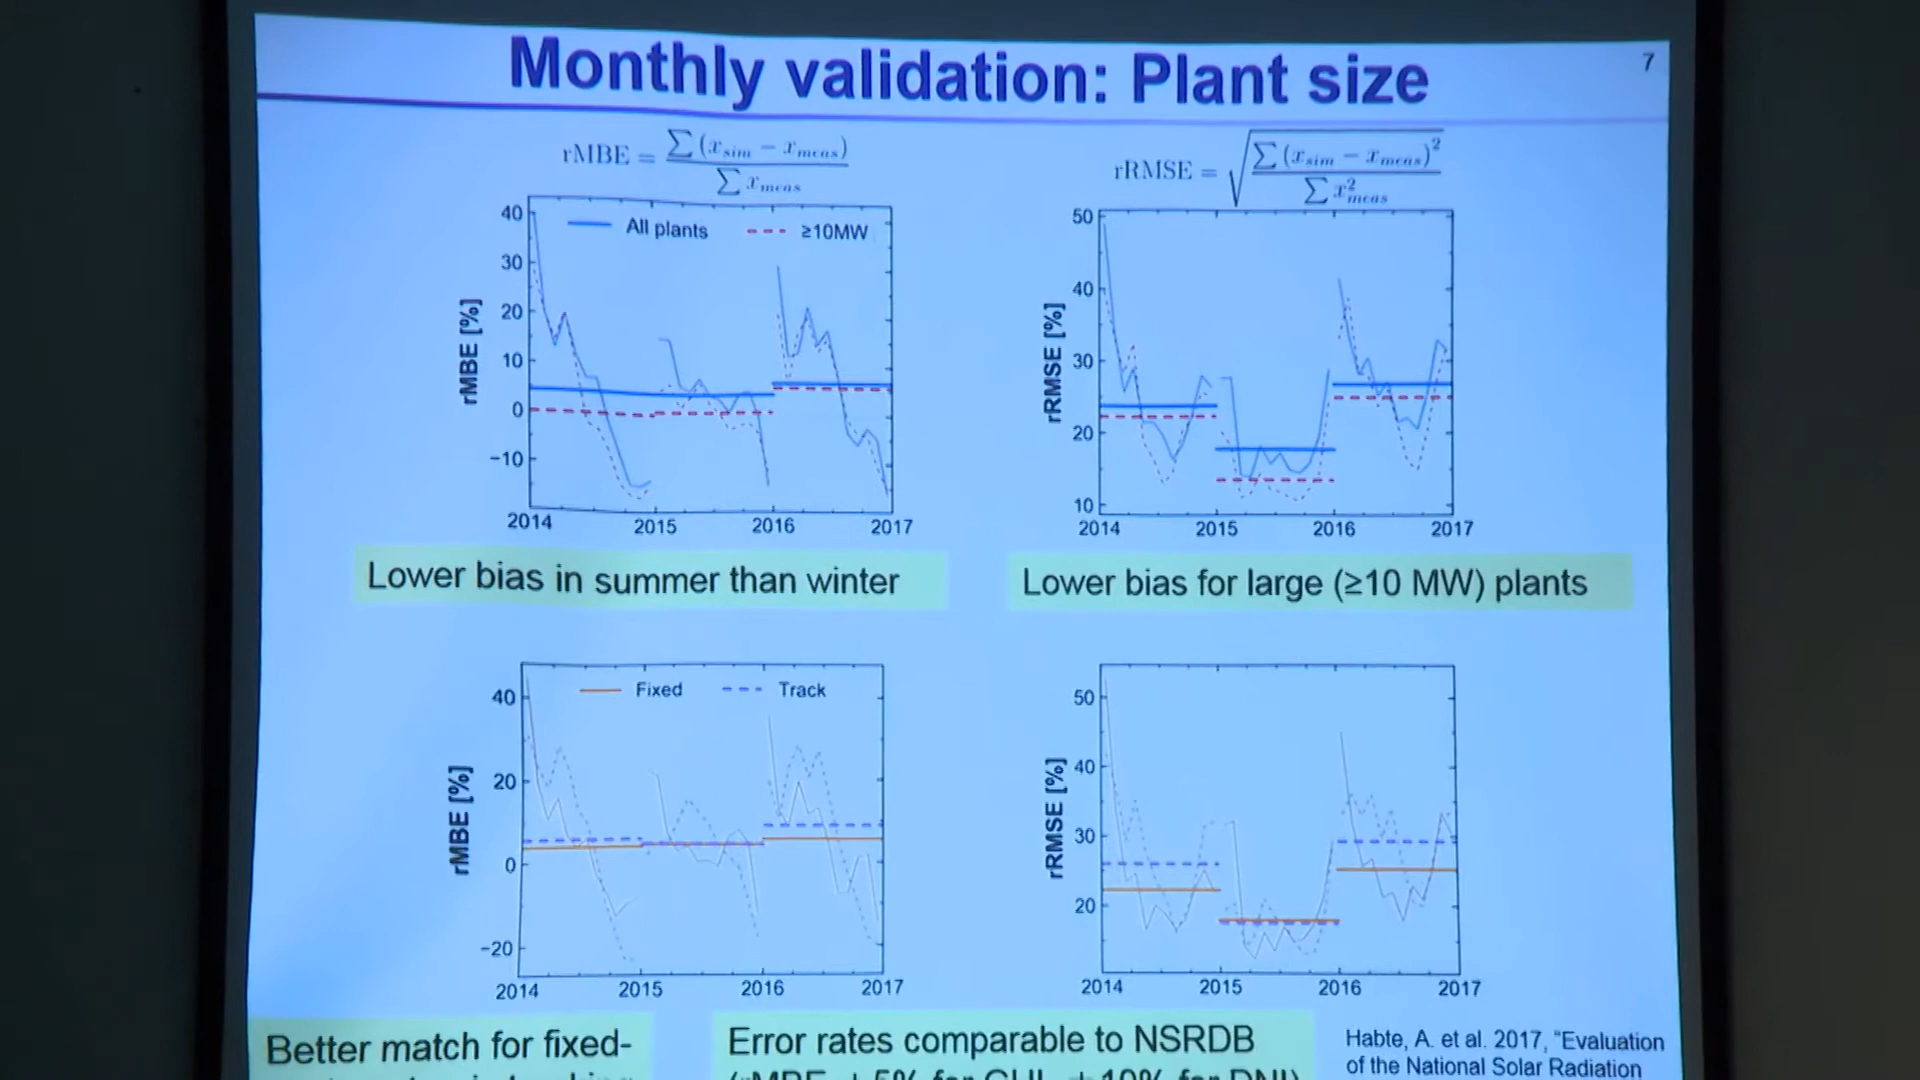 Monthly validation: Plant size
7
rMBE = ∑ (x_sim − x_meas) / ∑ x_meas
rRMSE = √(∑ (x_sim − x_meas)² / ∑ x²_meas)
All plants
≥10MW
rMBE [%]
40
30
20
10
0
−10
2014
2015
2016
2017
rRMSE [%]
50
40
30
20
10
2014
2015
2016
2017
Lower bias in summer than winter
Lower bias for large (≥10 MW) plants
Fixed
Track
rMBE [%]
40
20
0
−20
2014
2015
2016
2017
rRMSE [%]
50
40
30
20
2014
2015
2016
2017
Better match for fixed-
Error rates comparable to NSRDB
Habte, A. et al. 2017, “Evaluation
of the National Solar Radiation